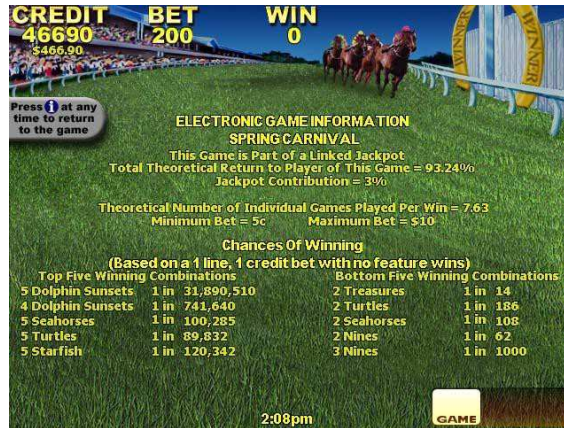 CREDIT BET WIN
46690 200 0
$466.90
WINNER WINNER
Press i at any
time to return
to the game
ELECTRONIC GAME INFORMATION
SPRING CARNIVAL
This Game is Part of a Linked Jackpot
Total Theoretical Return to Player of This Game = 93.24%
Jackpot Contribution = 3%
Theoretical Number of Individual Games Played Per Win = 7.63
Minimum Bet = 5c Maximum Bet = $10
Chances Of Winning
(Based on a 1 line, 1 credit bet with no feature wins)
Top Five Winning Combinations Bottom Five Winning Combinations
5 Dolphin Sunsets 1 in 31,890,510 2 Treasures 1 in 14
4 Dolphin Sunsets 1 in 741,640 2 Turtles 1 in 186
5 Seahorses 1 in 100,285 2 Seahorses 1 in 108
5 Turtles 1 in 89,832 2 Nines 1 in 62
5 Starfish 1 in 120,342 3 Nines 1 in 1000
2:08pm
GAME